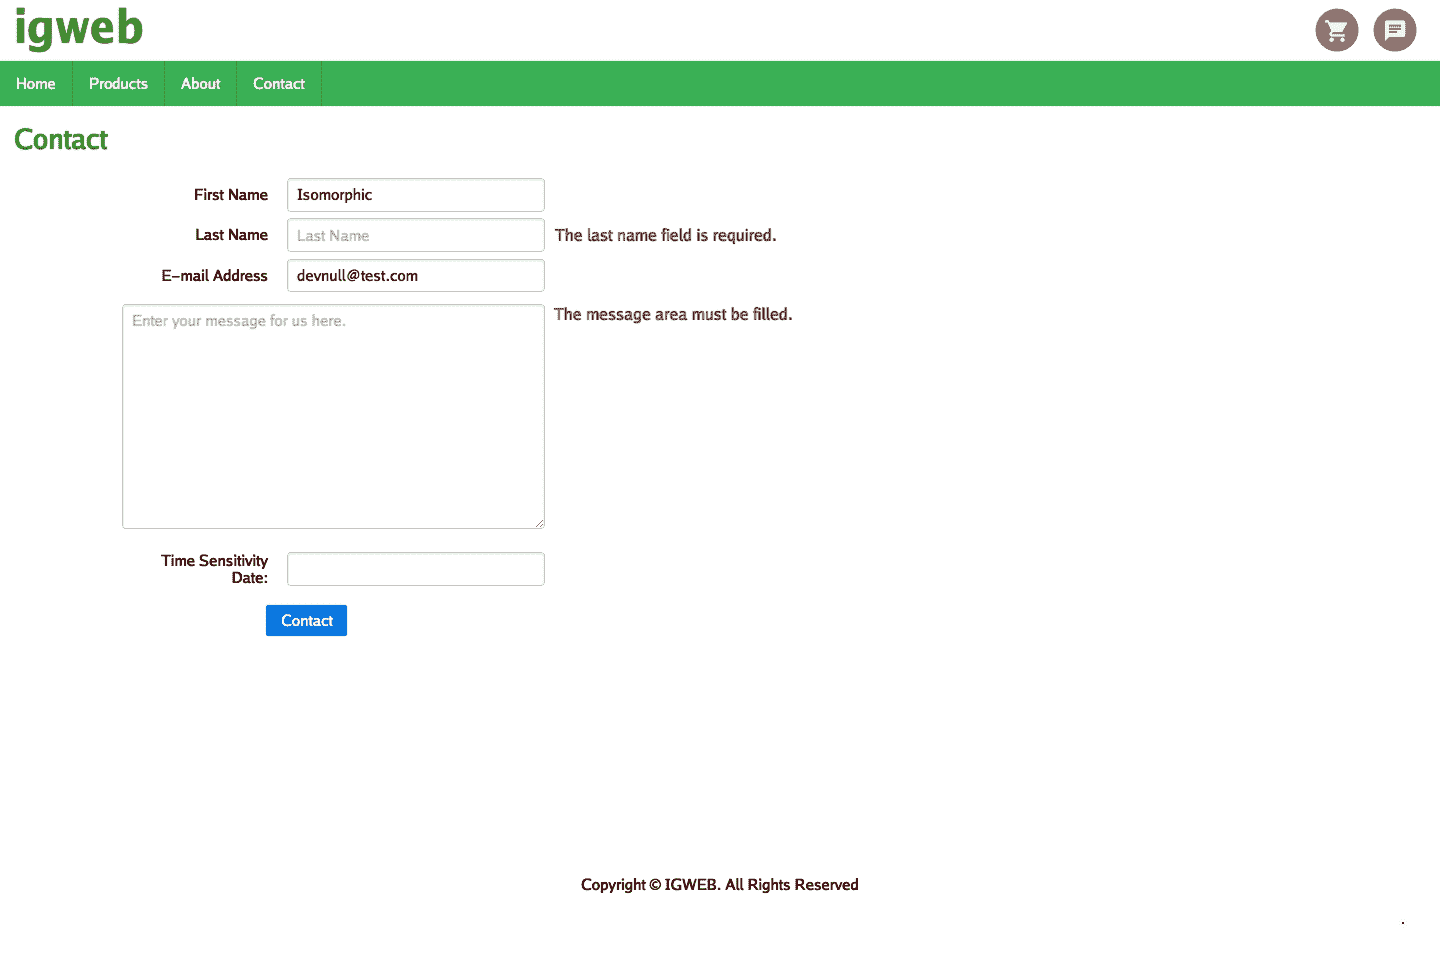 igweb
Home Products About Contact
Contact
First Name Isomorphic
Last Name Last Name The last name field is required.
E-mail Address devnull@test.com
Enter your message for us here. The message area must be filled.
Time Sensitivity
Date:
Contact
Copyright © IGWEB. All Rights Reserved